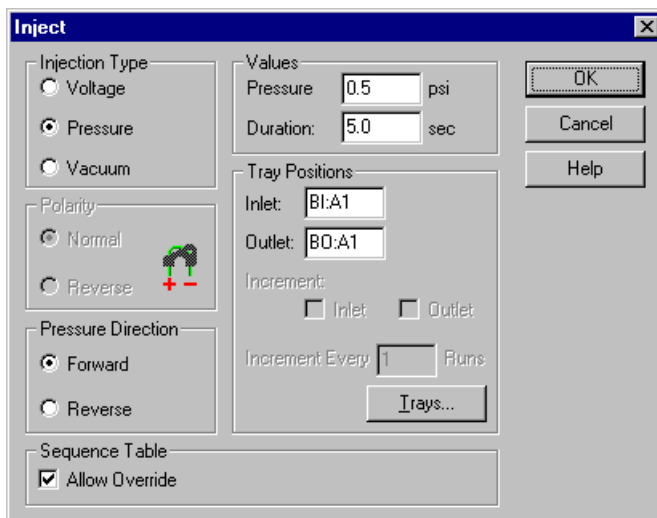 Inject
Injection Type
Voltage
Pressure
Vacuum
Polarity
Normal
Reverse
Pressure Direction
Forward
Reverse
Values
Pressure 0.5 psi
Duration: 5.0 sec
Tray Positions
Inlet: BI:A1
Outlet: BO:A1
Increment:
Inlet Outlet
Increment Every 1 Runs
Trays...
OK
Cancel
Help
Sequence Table
Allow Override